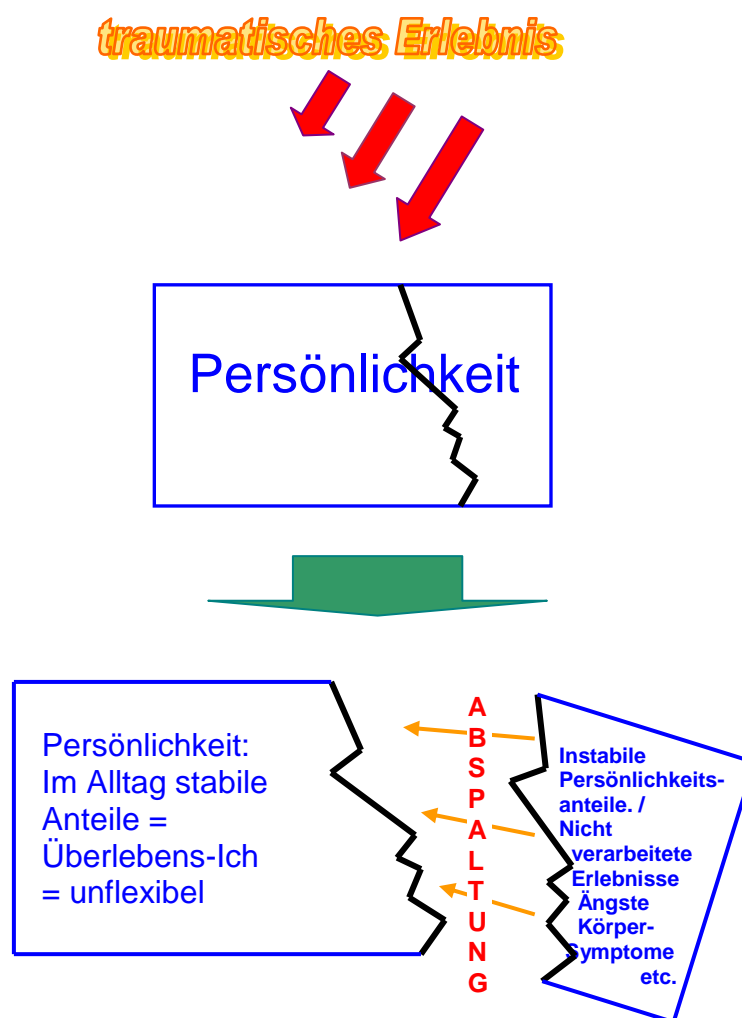 traumatisches Erlebnis
Persönlichkeit
Persönlichkeit:
Im Alltag stabile
Anteile =
Überlebens-Ich
= unflexibel
ABSPALTUNG
Instabile
Persönlichkeits-
anteile. /
Nicht
verarbeitete
Erlebnisse
Ängste
Körper-
Symptome
etc.